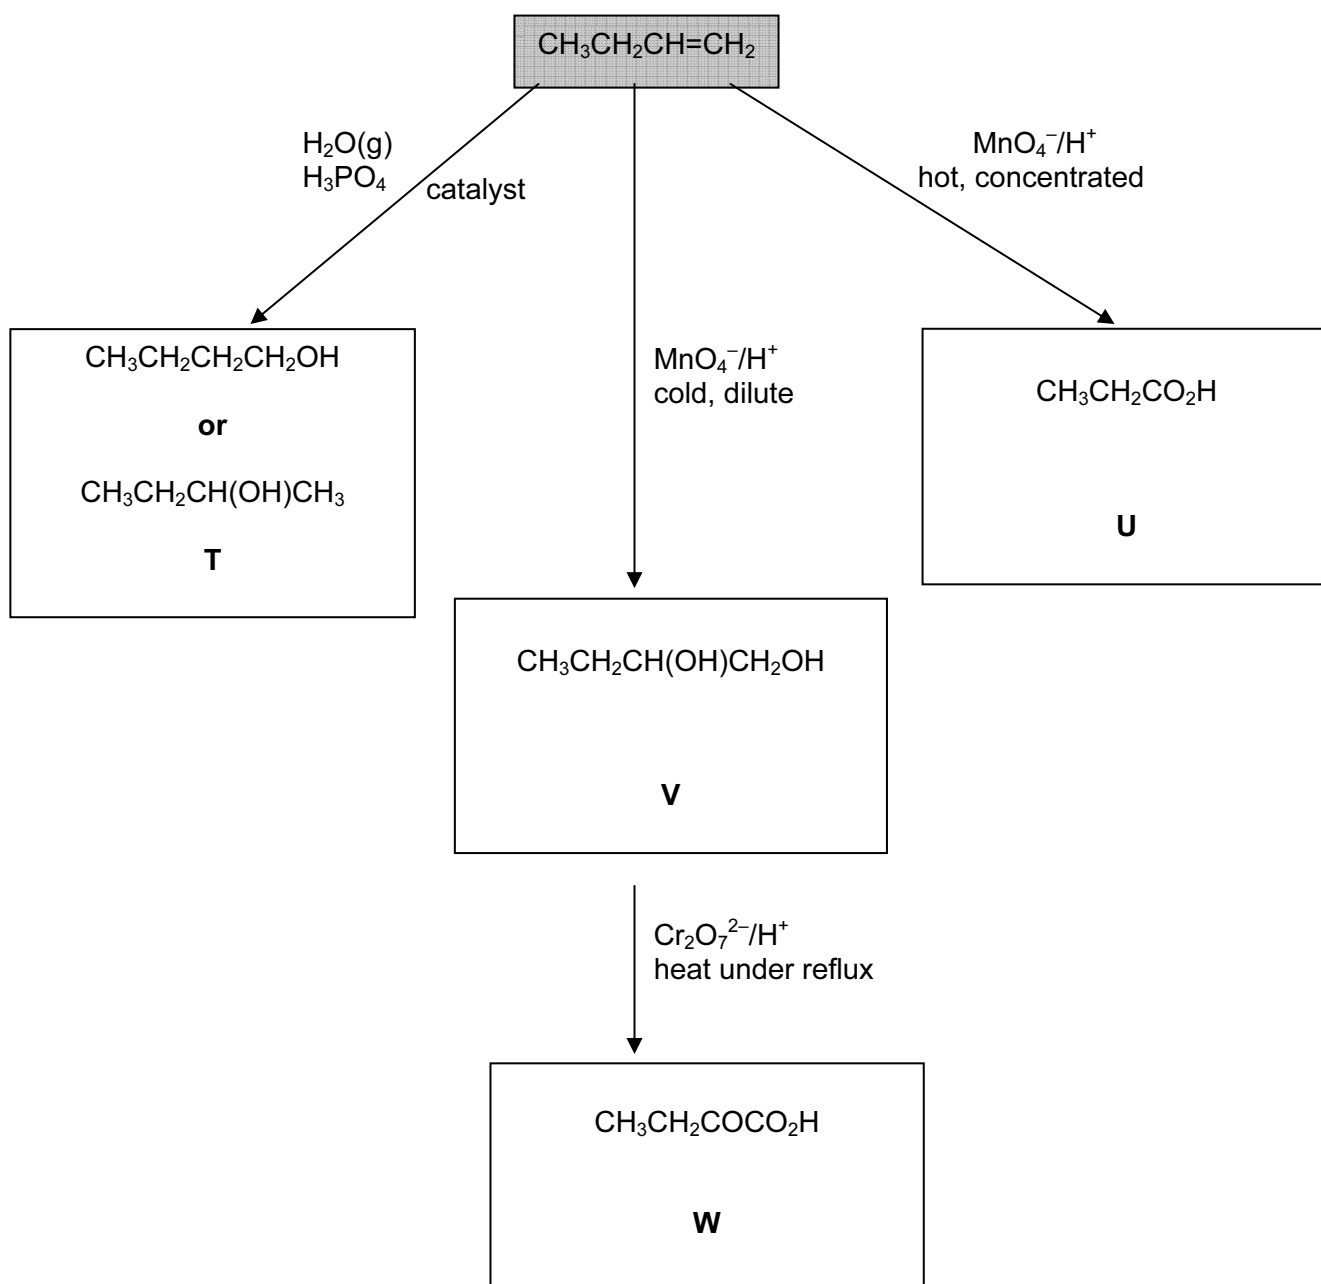 CH₃CH₂CH=CH₂
H₂O(g)
H₃PO₄
catalyst
MnO₄⁻/H⁺
hot, concentrated
CH₃CH₂CH₂CH₂OH
or
CH₃CH₂CH(OH)CH₃
T
MnO₄⁻/H⁺
cold, dilute
CH₃CH₂CO₂H
U
CH₃CH₂CH(OH)CH₂OH
V
Cr₂O₇²⁻/H⁺
heat under reflux
CH₃CH₂COCO₂H
W